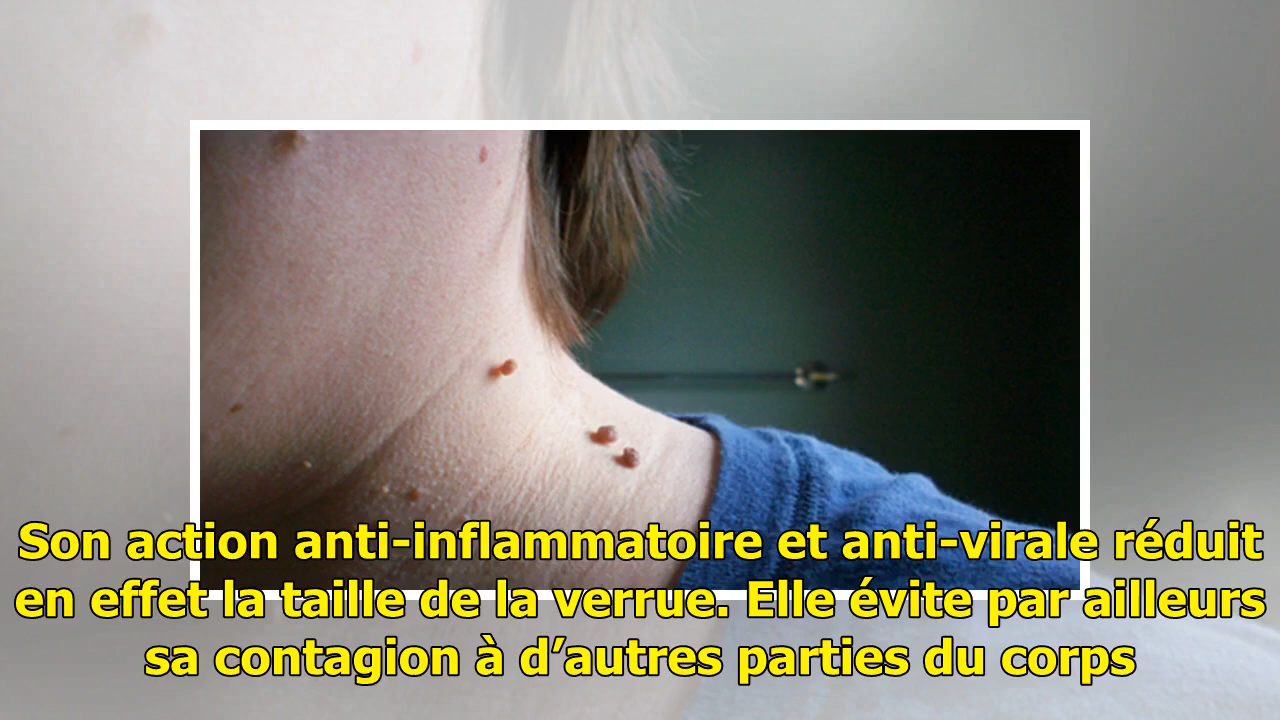 Son action anti-inflammatoire et anti-virale réduit
en effet la taille de la verrue. Elle évite par ailleurs
sa contagion à d’autres parties du corps